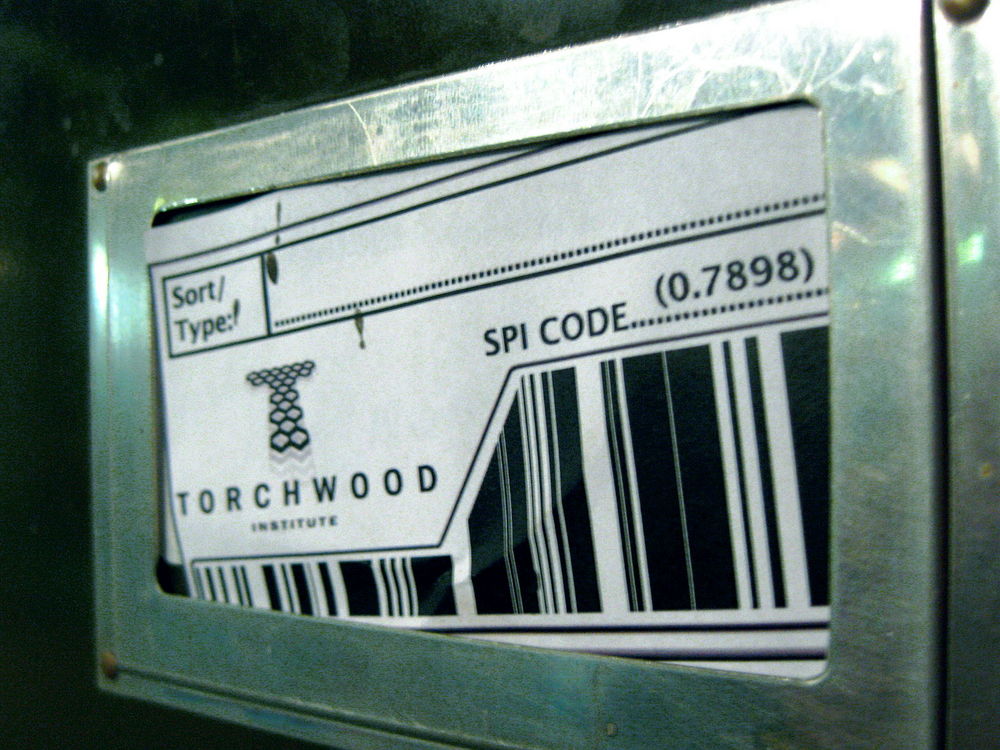 Sort/
Type:
(0.7898)
SPI CODE
TORCHWOOD
INSTITUTE